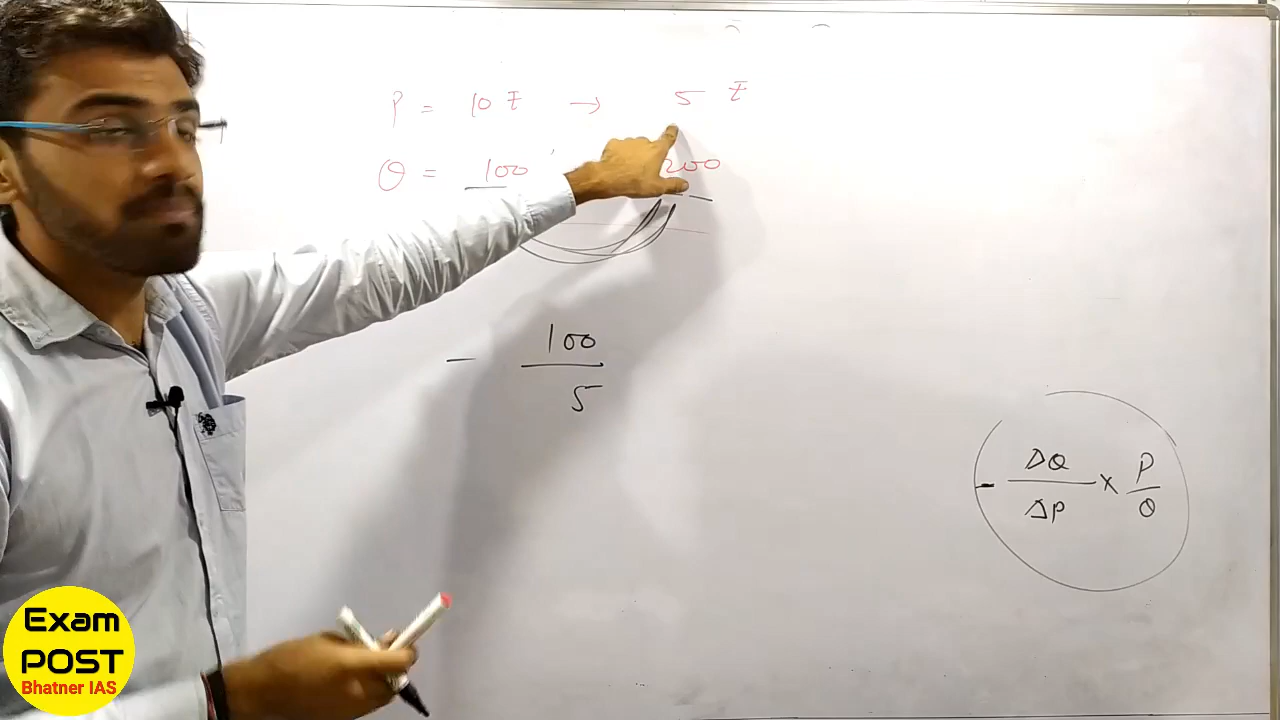 P = 10 ₹ → 5 ₹
Q = 100 200
- 100
5
- ΔQ P
ΔP × Q
Exam
POST
Bhatner IAS